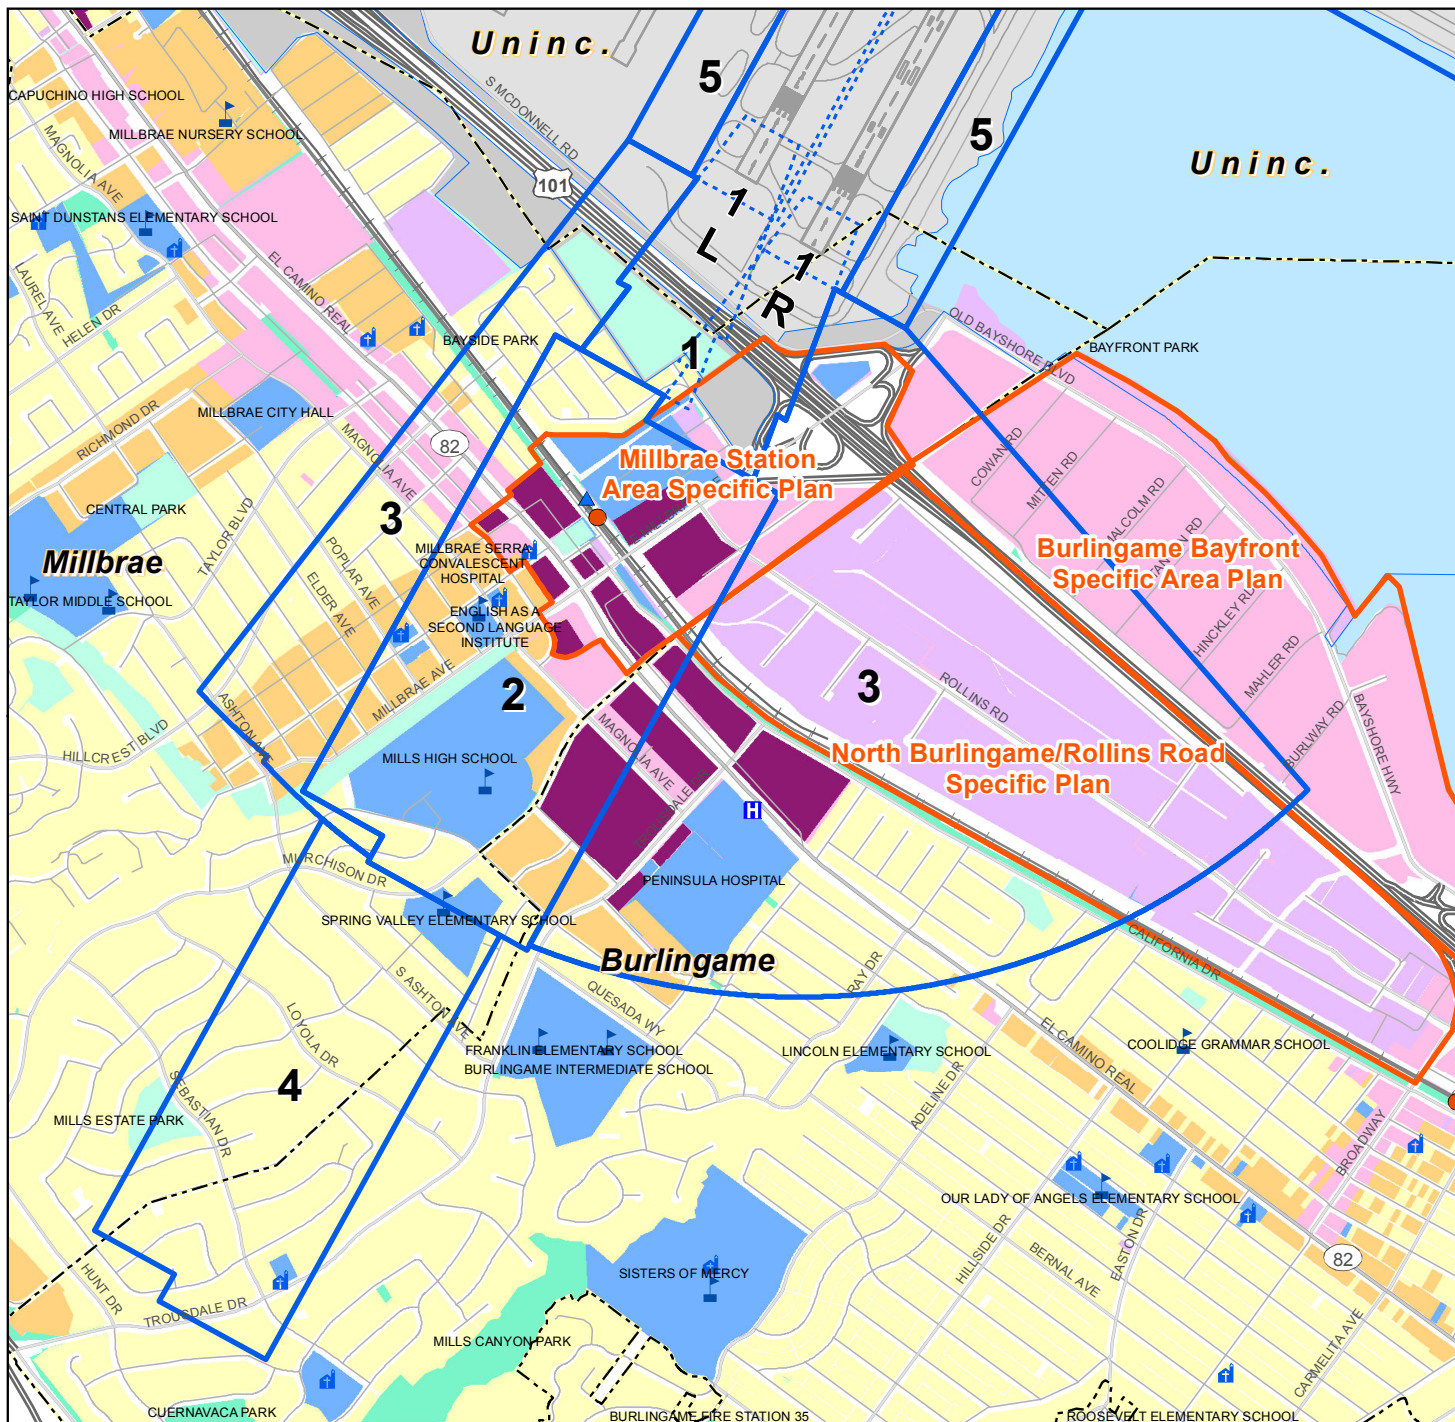 Uninc.
5
5
Uninc.
S MCDONNELL RD
101
CAPUCHINO HIGH SCHOOL
MILLBRAE NURSERY SCHOOL
MAGNOLIA AVE
SAINT DUNSTANS ELEMENTARY SCHOOL
1
L
1
R
LAUREL AVE
HELEN DR
EL CAMINO REAL
BAYSIDE PARK
1
OLD BAYSHORE BLVD
BAYFRONT PARK
MILLBRAE CITY HALL
RICHMOND DR
MAGNOLIA AVE
82
Millbrae Station
Area Specific Plan
COWAN RD
MITTEN RD
MALCOLM RD
CENTRAL PARK
3
TAYLOR BLVD
Millbrae
TAYLOR MIDDLE SCHOOL
POPLAR AVE
ELDER AVE
MILLBRAE SERRA
CONVALESCENT
HOSPITAL
ENGLISH AS A
SECOND LANGUAGE
INSTITUTE
Burlingame Bayfront
Specific Area Plan
HINCKLEY RD
MAHLER RD
BURLWAY RD
BAYSHORE HWY
MILLBRAE AVE
2
3
ROLLINS RD
ASHTON AVE
HILLCREST BLVD
MILLS HIGH SCHOOL
MAGNOLIA AVE
North Burlingame/Rollins Road
Specific Plan
H
MURCHISON DR
PENINSULA HOSPITAL
SPRING VALLEY ELEMENTARY SCHOOL
CALIFORNIA DR
Burlingame
S ASHTON AVE
QUESADA WY
RAY DR
LOYOLA DR
FRANKLIN ELEMENTARY SCHOOL
BURLINGAME INTERMEDIATE SCHOOL
LINCOLN ELEMENTARY SCHOOL
EL CAMINO REAL
COOLIDGE GRAMMAR SCHOOL
4
SEBASTIAN DR
MILLS ESTATE PARK
ADELINE DR
BROADWAY
OUR LADY OF ANGELS ELEMENTARY SCHOOL
HILLSIDE DR
EASTON DR
BERNAL AVE
82
SISTERS OF MERCY
HUNT DR
TROUSDALE DR
MILLS CANYON PARK
CARMELITA AVE
CUERNAVACA PARK
BURLINGAME FIRE STATION 35
ROOSEVELT ELEMENTARY SCHOOL